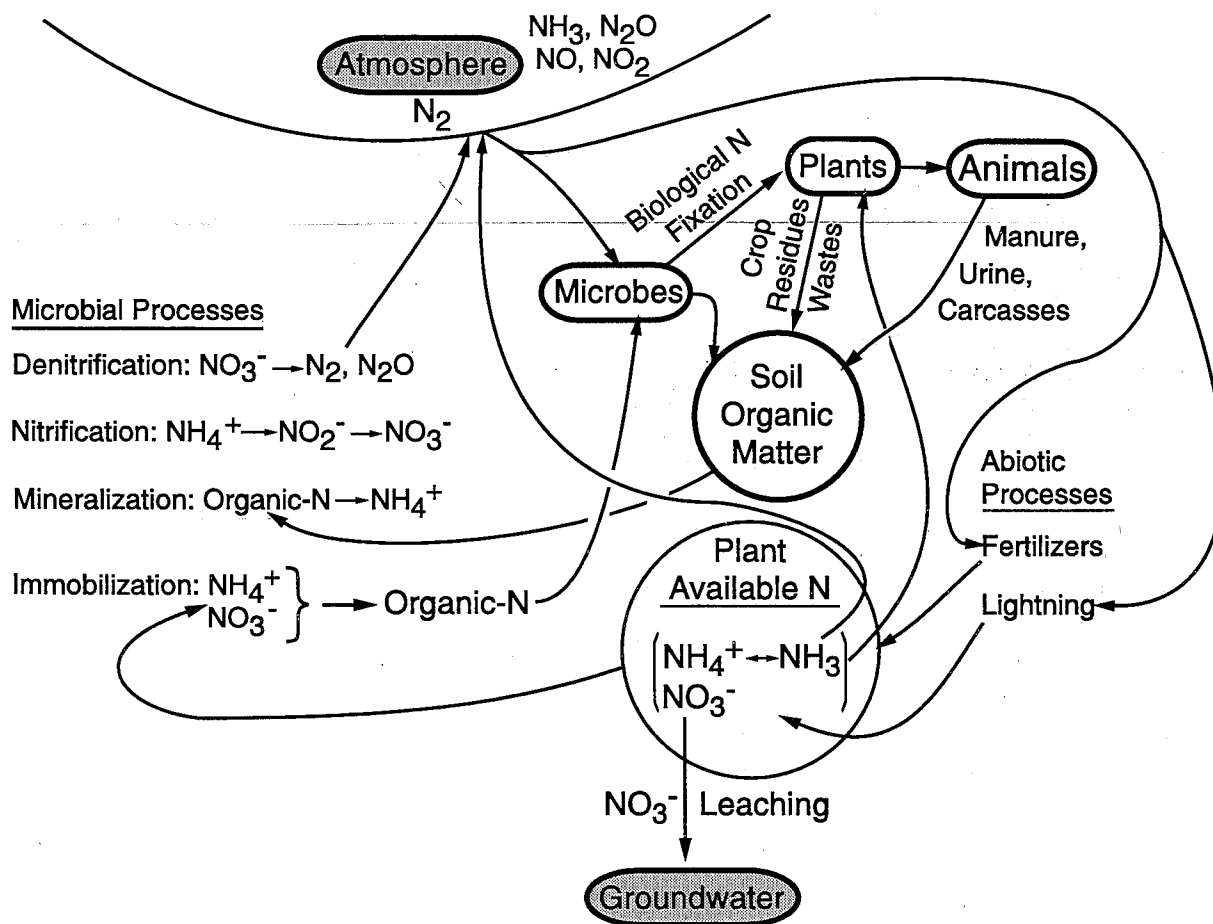 NH₃, N₂O
NO, NO₂
Atmosphere
N₂
Biological N
Fixation
Plants
Animals
Crop
Residues
Wastes
Manure,
Urine,
Carcasses
Microbes
Microbial Processes
Denitrification: NO₃⁻ → N₂, N₂O
Nitrification: NH₄⁺ → NO₂⁻ → NO₃⁻
Mineralization: Organic-N → NH₄⁺
Immobilization: NH₄⁺
NO₃⁻
} → Organic-N
Soil
Organic
Matter
Abiotic
Processes
Fertilizers
Lightning
Plant
Available N
(NH₄⁺ ↔ NH₃)
NO₃⁻
NO₃⁻ Leaching
Groundwater